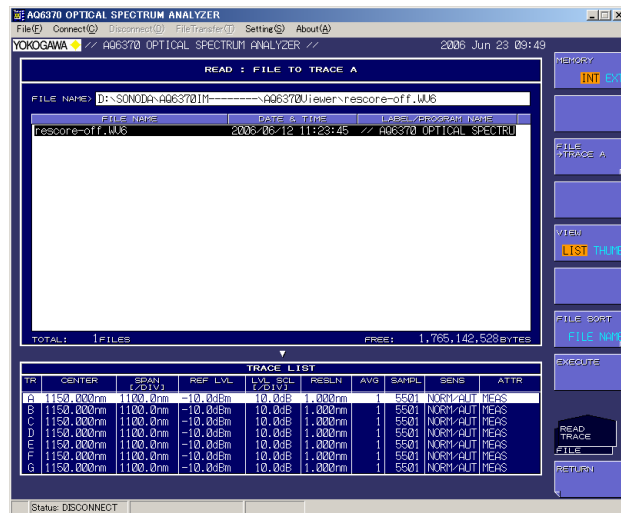 AQ6370 OPTICAL SPECTRUM ANALYZER
File(F) Connect(C) Disconnect(D) FileTransfer(T) Setting(S) About(A)
YOKOGAWA // AQ6370 OPTICAL SPECTRUM ANALYZER // 2006 Jun 23 09:49
READ : FILE TO TRACE A
FILE NAME> D:\SONODA\AQ6370IM--------\AQ6370Viewer\rescore-off.WV6
FILE NAME DATE & TIME LABEL/PROGRAM NAME
rescore-off.WV6 2006/06/12 11:23:45 // AQ6370 OPTICAL SPECTRU
TOTAL: 1FILES FREE: 1,765,142,528BYTES
TRACE LIST
TR CENTER SPAN [/DIV] REF LVL LVL SCL [/DIV] RESLN AVG SAMPL SENS ATTR
A 1150.000nm 1100.0nm -10.0dBm 10.0dB 1.000nm 1 5501 NORM/AUT MEAS
B 1150.000nm 1100.0nm -10.0dBm 10.0dB 1.000nm 1 5501 NORM/AUT MEAS
C 1150.000nm 1100.0nm -10.0dBm 10.0dB 1.000nm 1 5501 NORM/AUT MEAS
D 1150.000nm 1100.0nm -10.0dBm 10.0dB 1.000nm 1 5501 NORM/AUT MEAS
E 1150.000nm 1100.0nm -10.0dBm 10.0dB 1.000nm 1 5501 NORM/AUT MEAS
F 1150.000nm 1100.0nm -10.0dBm 10.0dB 1.000nm 1 5501 NORM/AUT MEAS
G 1150.000nm 1100.0nm -10.0dBm 10.0dB 1.000nm 1 5501 NORM/AUT MEAS
MEMORY
INT EXT
FILE
→TRACE A
VIEW
LIST THUMB
FILE SORT
FILE NAME
EXECUTE
READ
TRACE
FILE
RETURN
Status: DISCONNECT